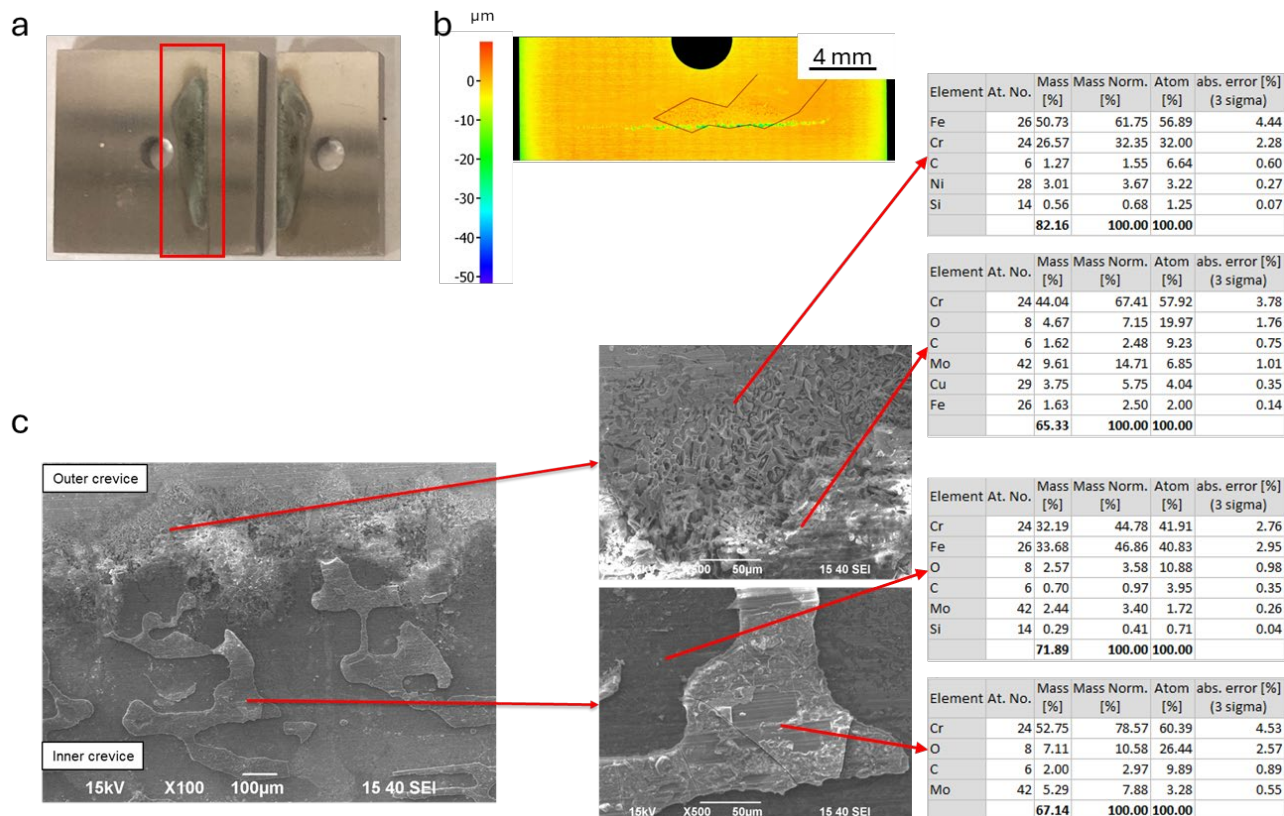 a
b
µm
0
-10
-20
-30
-40
-50
4 mm
Element At. No. Mass [%] Mass Norm. [%] Atom [%] abs. error [%] (3 sigma)
Fe 26 50.73 61.75 56.89 4.44
Cr 24 26.57 32.35 32.00 2.28
C 6 1.27 1.55 6.64 0.60
Ni 28 3.01 3.67 3.22 0.27
Si 14 0.56 0.68 1.25 0.07
82.16 100.00 100.00
Element At. No. Mass [%] Mass Norm. [%] Atom [%] abs. error [%] (3 sigma)
Cr 24 44.04 67.41 57.92 3.78
O 8 4.67 7.15 19.97 1.76
C 6 1.62 2.48 9.23 0.75
Mo 42 9.61 14.71 6.85 1.01
Cu 29 3.75 5.75 4.04 0.35
Fe 26 1.63 2.50 2.00 0.14
65.33 100.00 100.00
c
Outer crevice
Inner crevice
15kV X100 100µm 15 40 SEI
15kV X500 50µm 15 40 SEI
15kV X500 50µm 15 40 SEI
Element At. No. Mass [%] Mass Norm. [%] Atom [%] abs. error [%] (3 sigma)
Cr 24 32.19 44.78 41.91 2.76
Fe 26 33.68 46.86 40.83 2.95
O 8 2.57 3.58 10.88 0.98
C 6 0.70 0.97 3.95 0.35
Mo 42 2.44 3.40 1.72 0.26
Si 14 0.29 0.41 0.71 0.04
71.89 100.00 100.00
Element At. No. Mass [%] Mass Norm. [%] Atom [%] abs. error [%] (3 sigma)
Cr 24 52.75 78.57 60.39 4.53
O 8 7.11 10.58 26.44 2.57
C 6 2.00 2.97 9.89 0.89
Mo 42 5.29 7.88 3.28 0.55
67.14 100.00 100.00